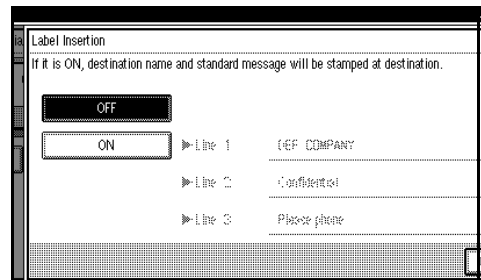 Label Insertion
If it is ON, destination name and standard message will be stamped at destination.
OFF
ON
Line 1 DEF COMPANY
Line 2 Confidential
Line 3 Please phone